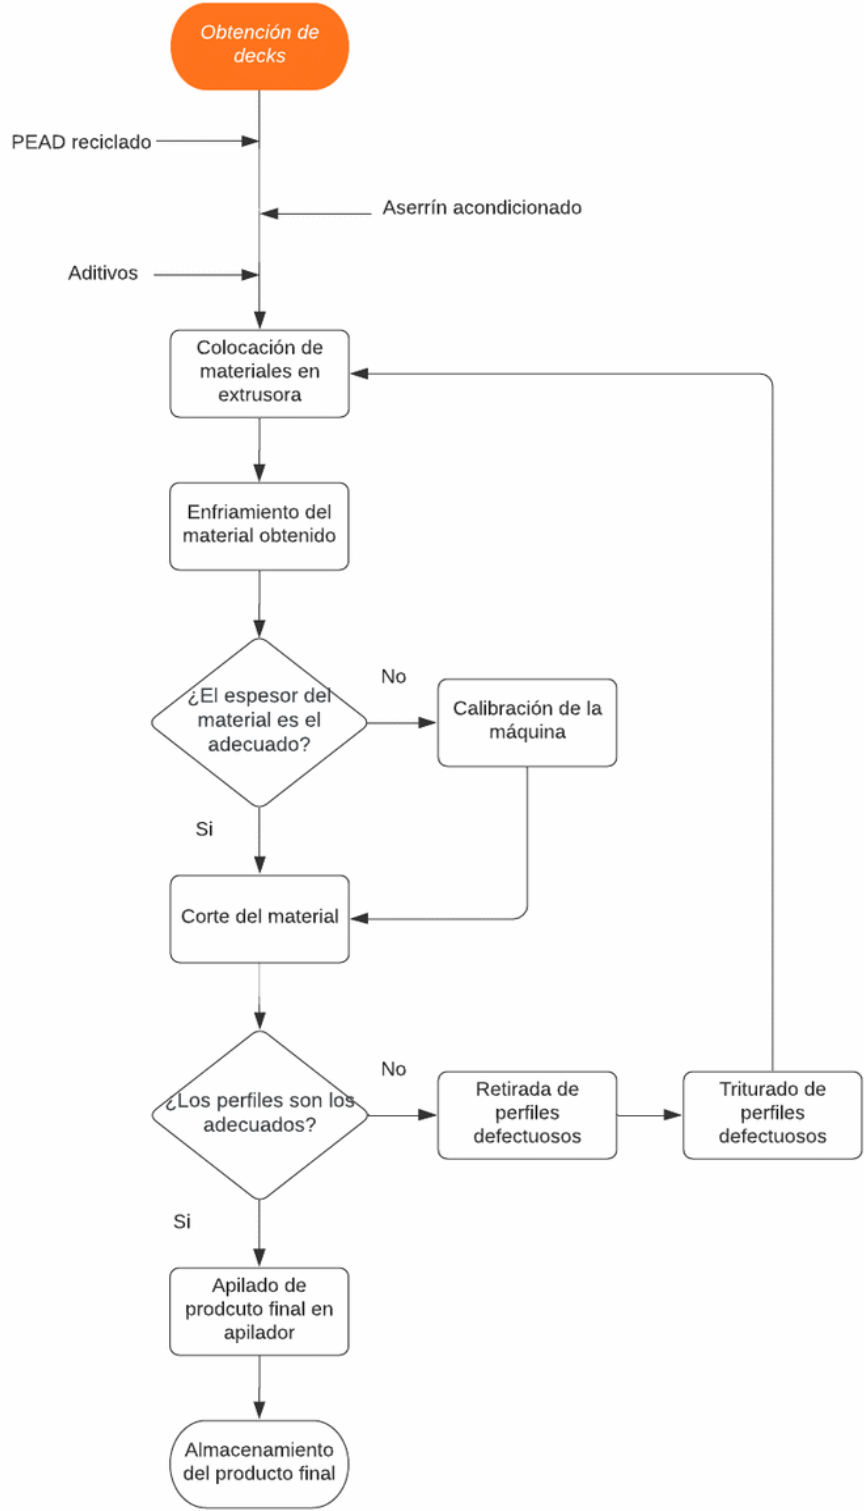 Obtención de
decks
PEAD reciclado
Aserrín acondicionado
Aditivos
Colocación de
materiales en
extrusora
Enfriamiento del
material obtenido
¿El espesor del
material es el
adecuado?
No
Calibración de la
máquina
Si
Corte del material
¿Los perfiles son los
adecuados?
No
Retirada de
perfiles
defectuosos
Triturado de
perfiles
defectuosos
Si
Apilado de
prodcuto final en
apilador
Almacenamiento
del producto final